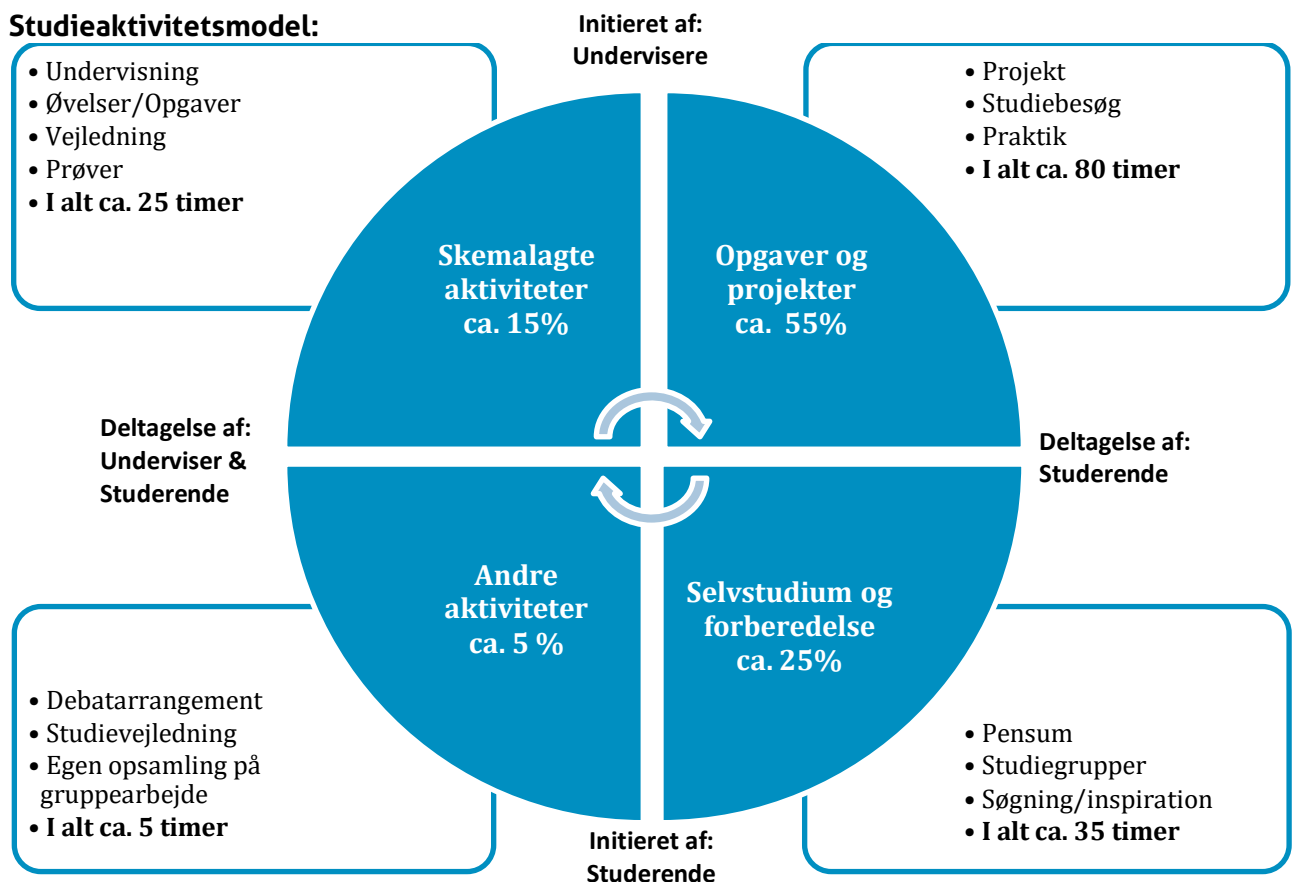 Studieaktivitetsmodel:
Initieret af:
Undervisere
• Undervisning
• Øvelser/Opgaver
• Vejledning
• Prøver
• I alt ca. 25 timer
• Projekt
• Studiebesøg
• Praktik
• I alt ca. 80 timer
Skemalagte
aktiviteter
ca. 15%
Opgaver og
projekter
ca. 55%
Deltagelse af:
Underviser &
Studerende
Deltagelse af:
Studerende
Andre
aktiviteter
ca. 5 %
Selvstudium og
forberedelse
ca. 25%
• Debatarrangement
• Studievejledning
• Egen opsamling på
gruppearbejde
• I alt ca. 5 timer
• Pensum
• Studiegrupper
• Søgning/inspiration
• I alt ca. 35 timer
Initieret af:
Studerende